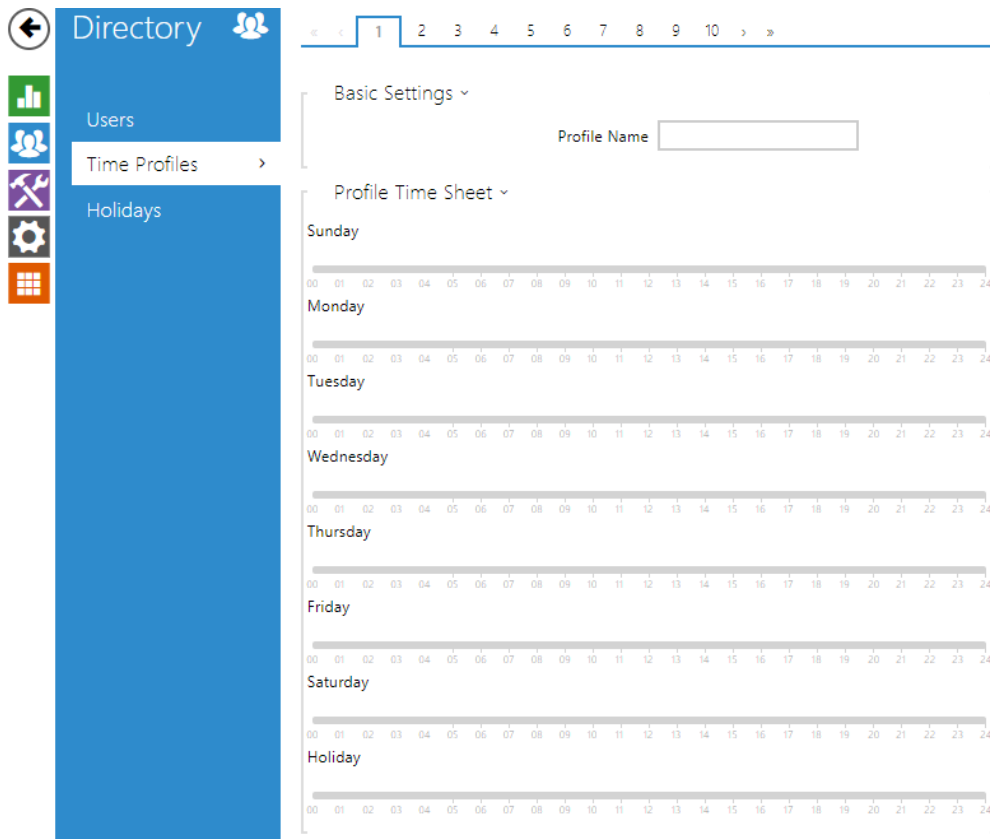 Directory
« ‹ 1 2 3 4 5 6 7 8 9 10 › »
Users
Time Profiles ›
Holidays
Basic Settings
Profile Name
Profile Time Sheet
Sunday
00 01 02 03 04 05 06 07 08 09 10 11 12 13 14 15 16 17 18 19 20 21 22 23 24
Monday
00 01 02 03 04 05 06 07 08 09 10 11 12 13 14 15 16 17 18 19 20 21 22 23 24
Tuesday
00 01 02 03 04 05 06 07 08 09 10 11 12 13 14 15 16 17 18 19 20 21 22 23 24
Wednesday
00 01 02 03 04 05 06 07 08 09 10 11 12 13 14 15 16 17 18 19 20 21 22 23 24
Thursday
00 01 02 03 04 05 06 07 08 09 10 11 12 13 14 15 16 17 18 19 20 21 22 23 24
Friday
00 01 02 03 04 05 06 07 08 09 10 11 12 13 14 15 16 17 18 19 20 21 22 23 24
Saturday
00 01 02 03 04 05 06 07 08 09 10 11 12 13 14 15 16 17 18 19 20 21 22 23 24
Holiday
00 01 02 03 04 05 06 07 08 09 10 11 12 13 14 15 16 17 18 19 20 21 22 23 24